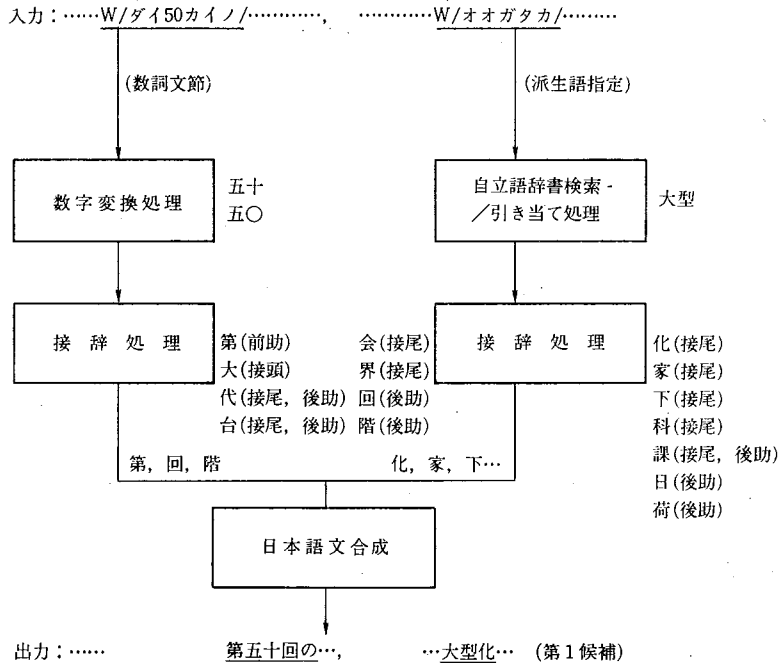 入力:……W/ダイ50カイノ/…………, …………W/オオガタカ/………
(数詞文節) (派生語指定)
数字変換処理
五十
五〇
自立語辞書検索-
/引き当て処理
大型
接辞処理
第(前助)
大(接頭)
代(接尾, 後助)
台(接尾, 後助)
会(接尾)
界(接尾)
回(後助)
階(後助)
接辞処理
化(接尾)
家(接尾)
下(接尾)
科(接尾)
課(接尾, 後助)
日(後助)
荷(後助)
第, 回, 階 化, 家, 下…
日本語文合成
出力:…… 第五十回の…, …大型化… (第1候補)